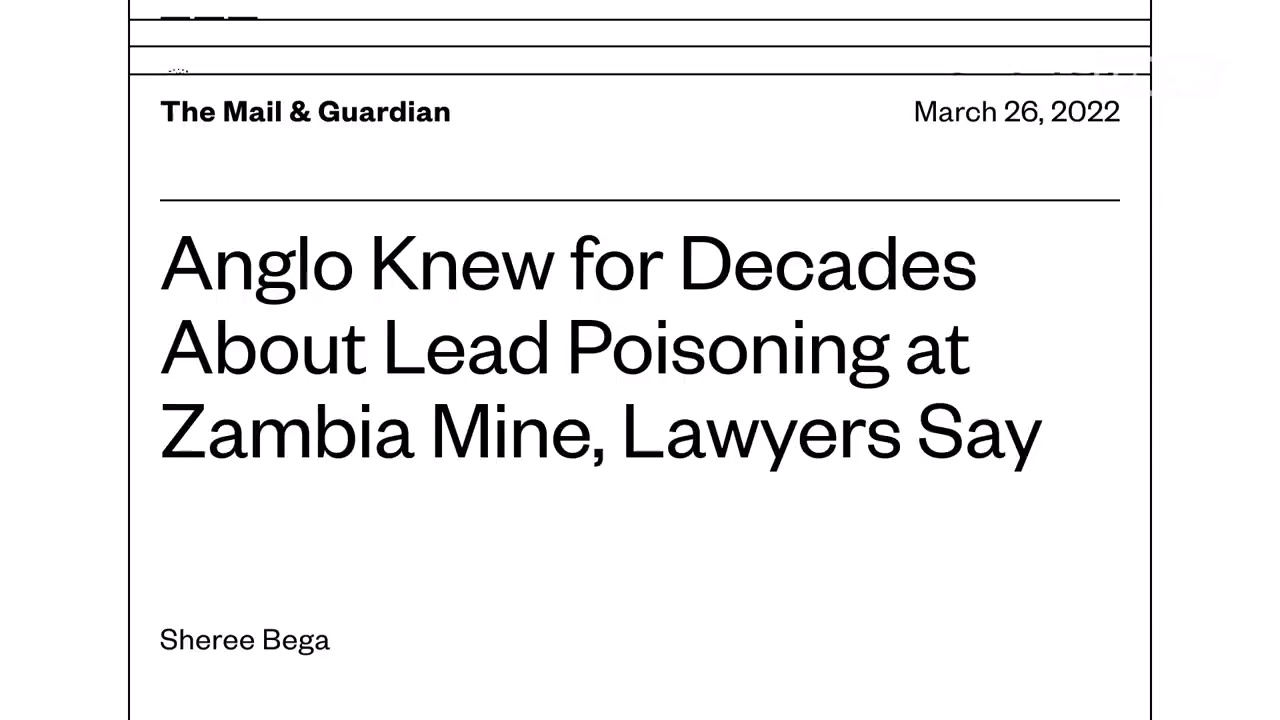 The Mail & Guardian
March 26, 2022
Anglo Knew for Decades
About Lead Poisoning at
Zambia Mine, Lawyers Say
Sheree Bega